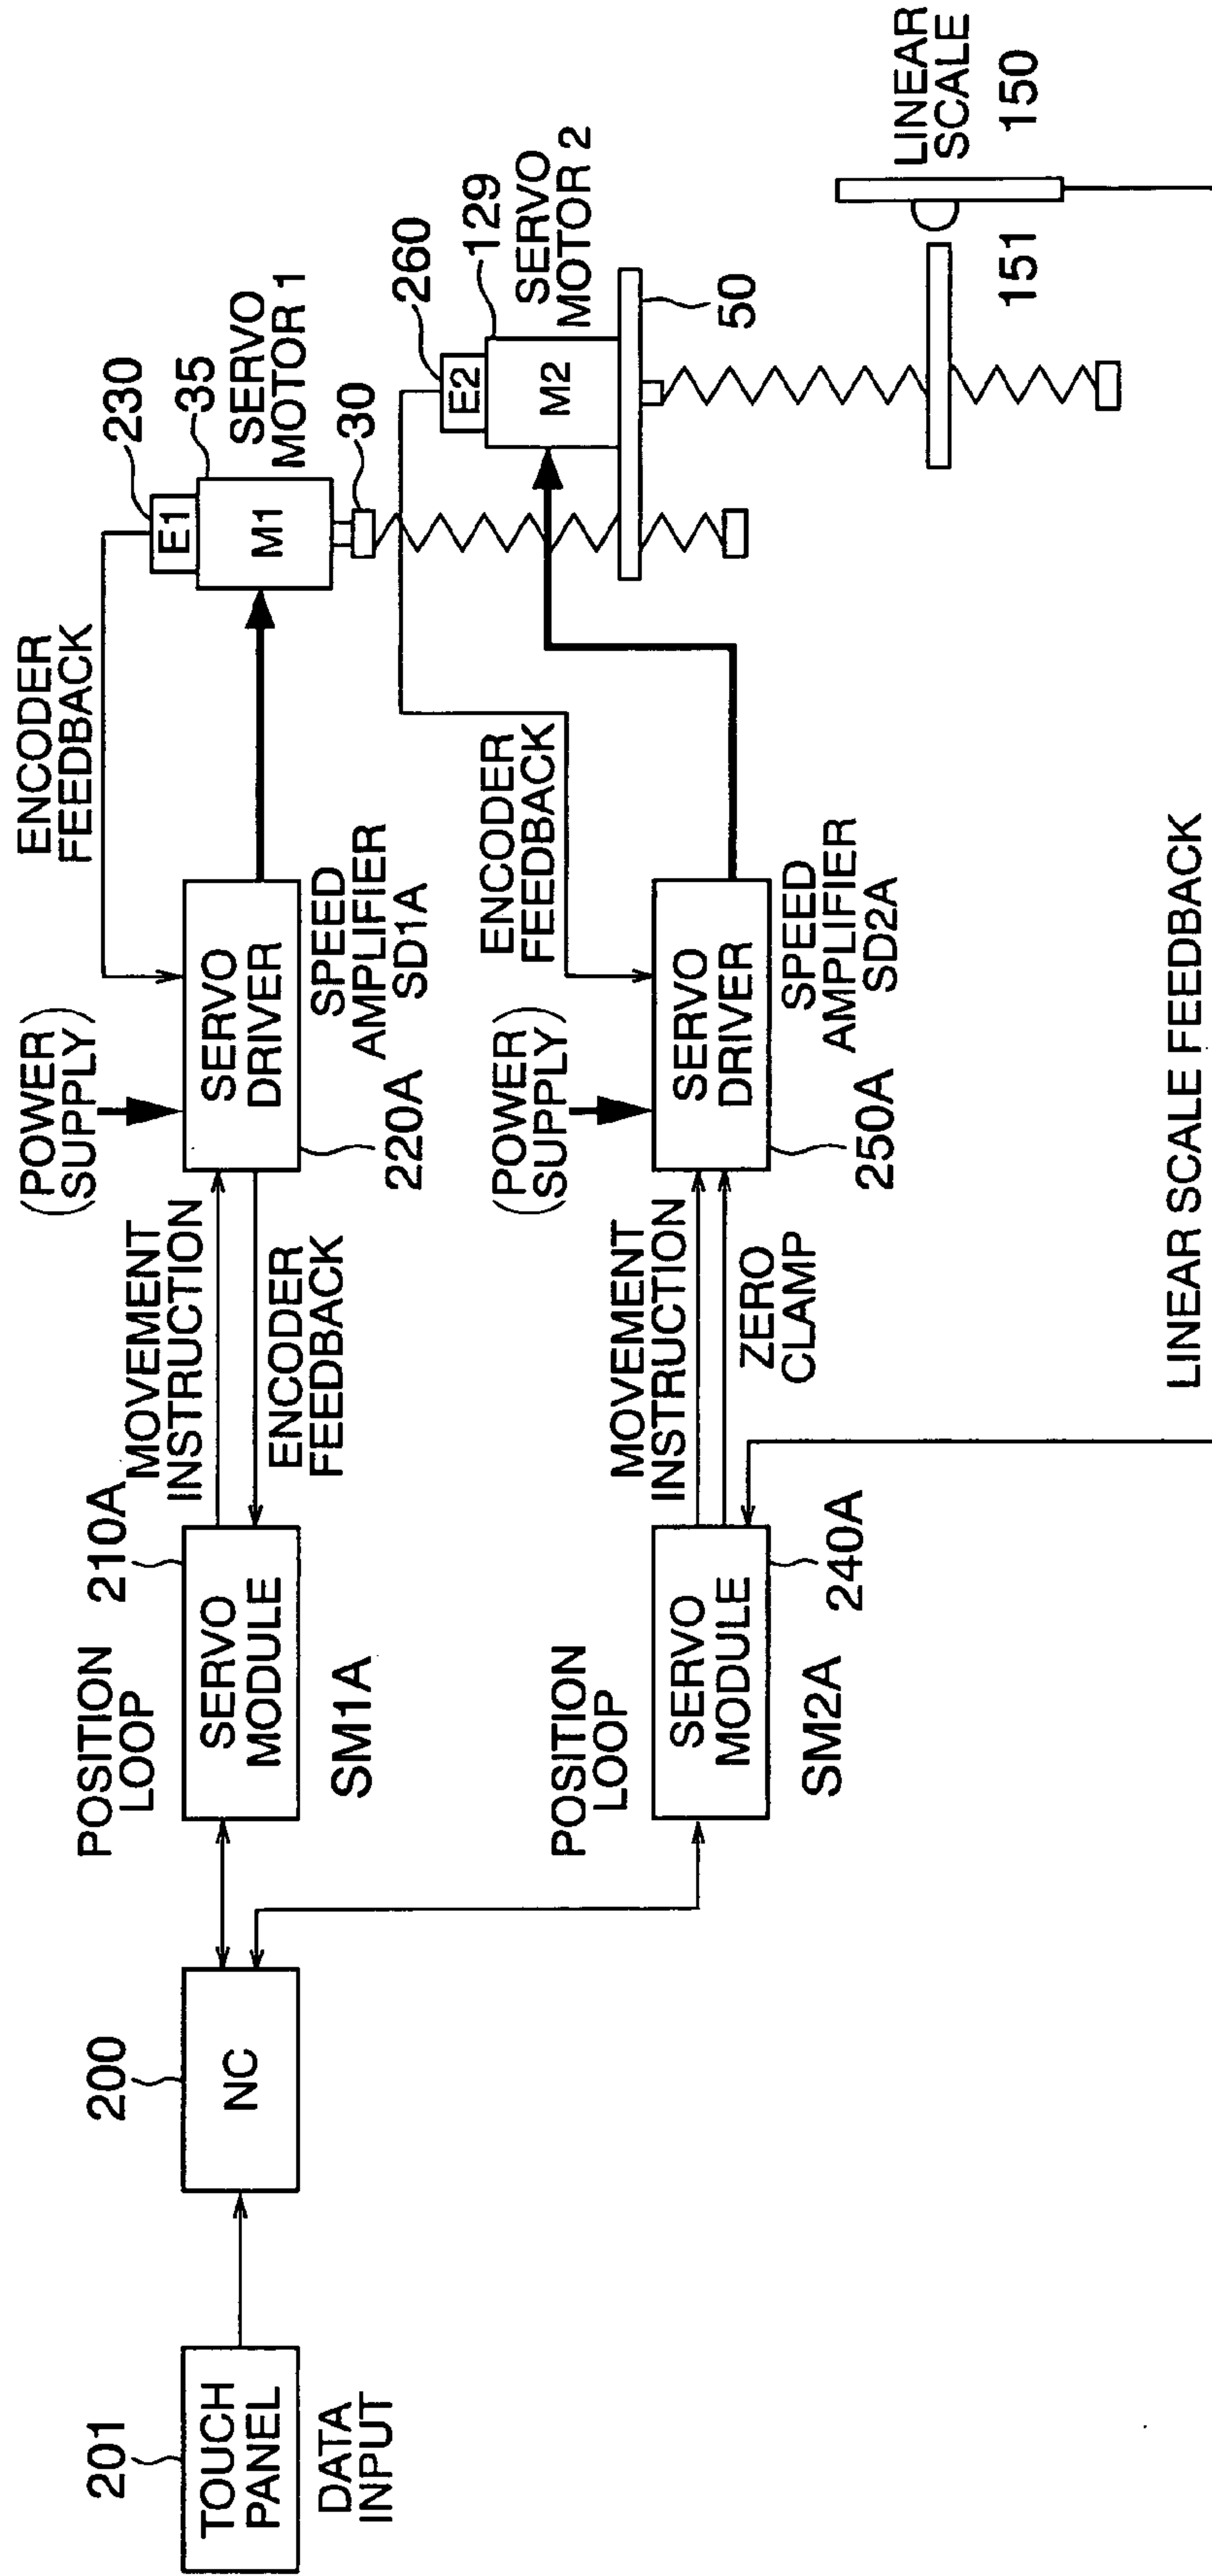 201
TOUCH
PANEL
DATA
INPUT
200
NC
POSITION
LOOP
210A
SERVO
MODULE
SM1A
MOVEMENT
INSTRUCTION
ENCODER
FEEDBACK
(POWER
SUPPLY)
SERVO
DRIVER
220A
SPEED
AMPLIFIER
SD1A
ENCODER
FEEDBACK
230
E1
35
M1
SERVO
MOTOR 1
30
POSITION
LOOP
SERVO
MODULE
SM2A
240A
MOVEMENT
INSTRUCTION
ZERO
CLAMP
(POWER
SUPPLY)
SERVO
DRIVER
250A
SPEED
AMPLIFIER
SD2A
ENCODER
FEEDBACK
260
E2
129
M2
SERVO
MOTOR 2
50
LINEAR
SCALE
150
151
LINEAR SCALE FEEDBACK